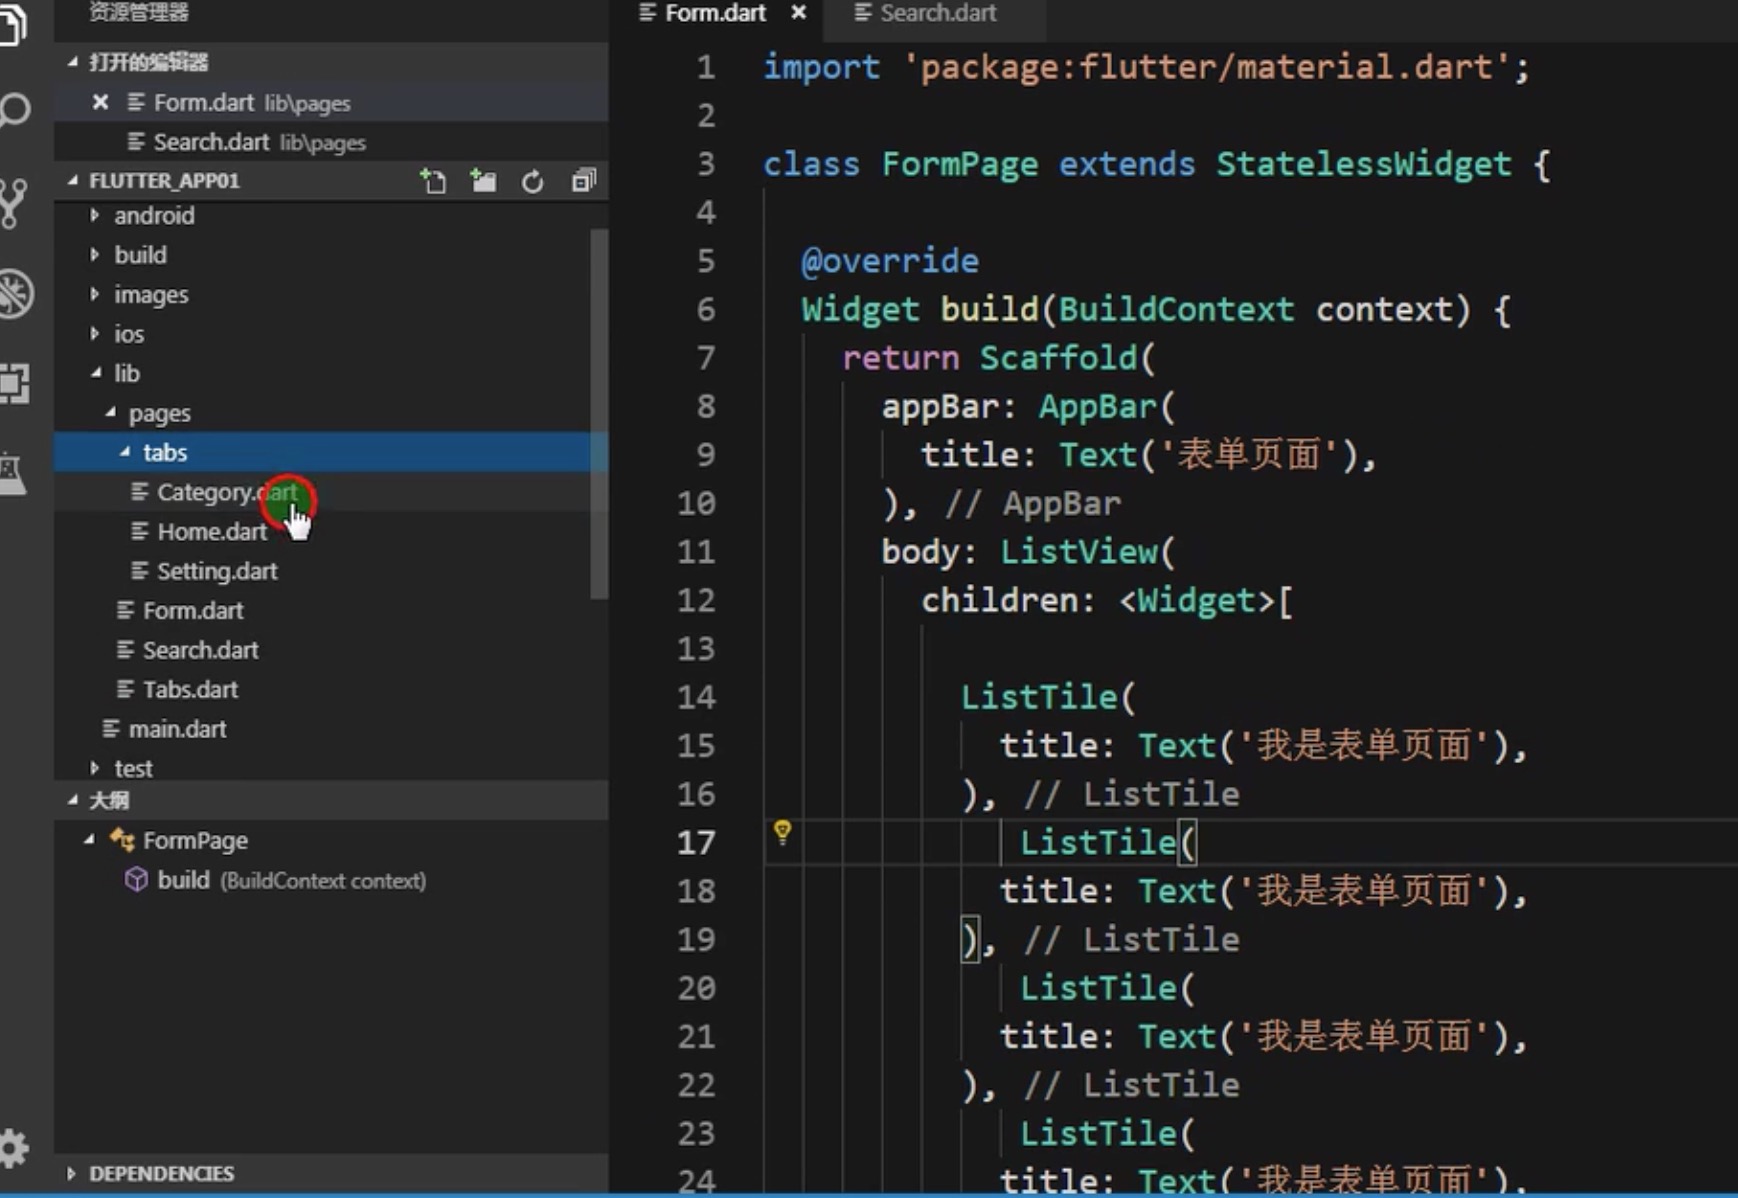 资源管理器
打开的编辑器
Form.dart lib\pages
Search.dart lib\pages
FLUTTER_APP01
android
build
images
ios
lib
pages
tabs
Category.dart
Home.dart
Setting.dart
Form.dart
Search.dart
Tabs.dart
main.dart
test
大纲
FormPage
build (BuildContext context)
DEPENDENCIES
Form.dart
Search.dart
1 import 'package:flutter/material.dart';
2
3 class FormPage extends StatelessWidget {
4
5 @override
6 Widget build(BuildContext context) {
7 return Scaffold(
8 appBar: AppBar(
9 title: Text('表单页面'),
10 ), // AppBar
11 body: ListView(
12 children: <Widget>[
13
14 ListTile(
15 title: Text('我是表单页面'),
16 ), // ListTile
17 ListTile(
18 title: Text('我是表单页面'),
19 ), // ListTile
20 ListTile(
21 title: Text('我是表单页面'),
22 ), // ListTile
23 ListTile(
24 title: Text('我是表单页面'),